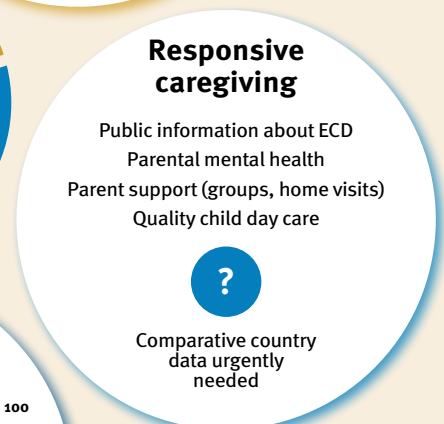 Responsive
caregiving
Public information about ECD
Parental mental health
Parent support (groups, home visits)
Quality child day care
?
Comparative country
data urgently
needed
100